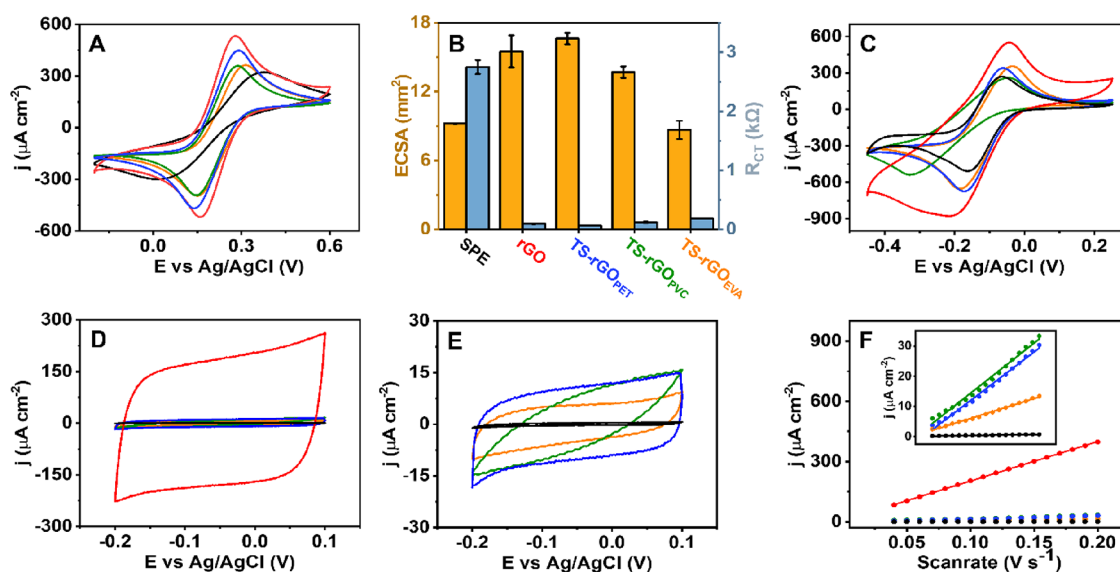 A
600
300
0
-300
-600
j (µA cm⁻²)
0.0
0.3
0.6
E vs Ag/AgCl (V)
B
18
12
6
0
ECSA (mm²)
3
2
1
0
R_CT (kΩ)
SPE
rGO
TS-rGO_PET
TS-rGO_PVC
TS-rGO_EVA
C
900
600
300
0
-300
-600
-900
j (µA cm⁻²)
-0.4
-0.2
0.0
0.2
E vs Ag/AgCl (V)
D
300
150
0
-150
-300
j (µA cm⁻²)
-0.2
-0.1
0.0
0.1
E vs Ag/AgCl (V)
E
30
15
0
-15
-30
j (µA cm⁻²)
-0.2
-0.1
0.0
0.1
E vs Ag/AgCl (V)
F
900
600
300
0
j (µA cm⁻²)
30
20
10
0
j (µA cm⁻²)
0.05
0.10
0.15
0.20
Scanrate (V s⁻¹)